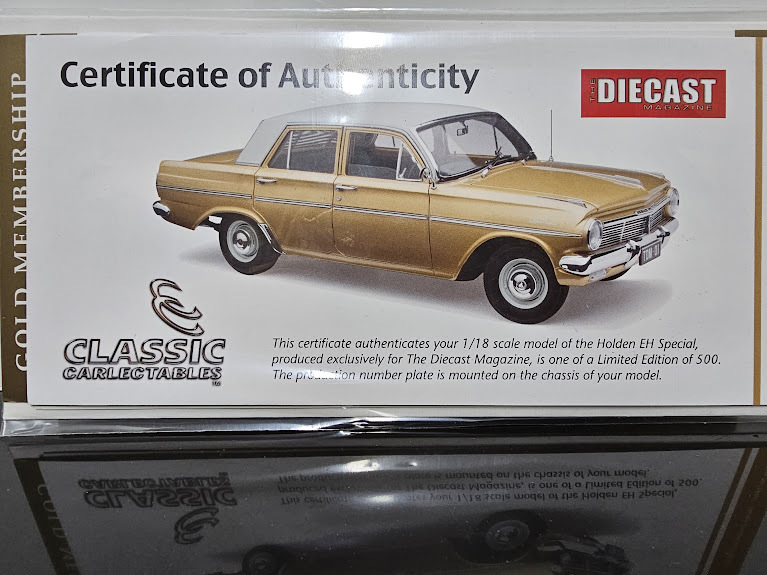 GOLD MEMBERSHIP
Certificate of Authenticity
THE DIECAST
MAGAZINE
CLASSIC
CARLECTABLES
TM
This certificate authenticates your 1/18 scale model of the Holden EH Special,
produced exclusively for The Diecast Magazine, is one of a Limited Edition of 500.
The production number plate is mounted on the chassis of your model.